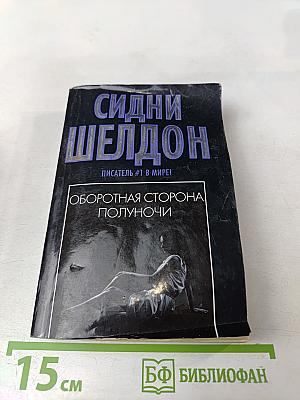 СИДНИ
ШЕЛДОН
ПИСАТЕЛЬ #1 В МИРЕ!
ОБОРОТНАЯ СТОРОНА
ПОЛУНОЧИ
15 см
БФ БИБЛИОФАН